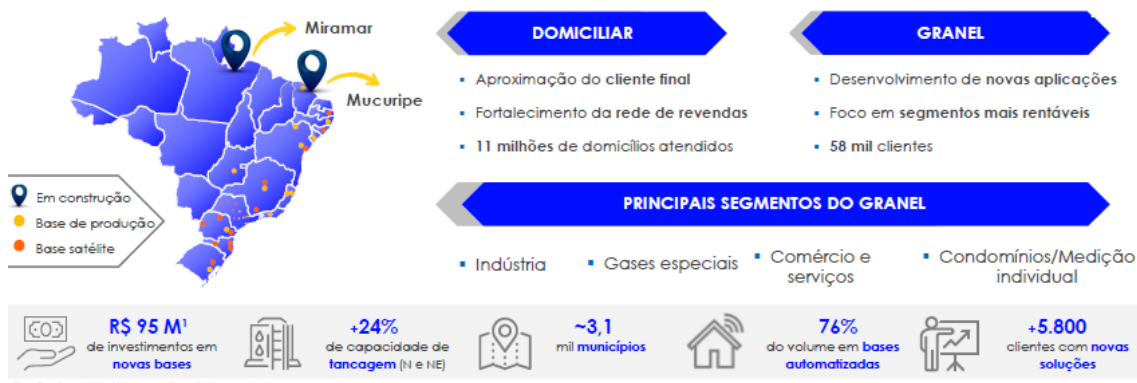 Miramar
Mucuripe
Em construção
Base de produção
Base satélite
DOMICILIAR
▪ Aproximação do cliente final
▪ Fortalecimento da rede de revendas
▪ 11 milhões de domicílios atendidos
GRANEL
▪ Desenvolvimento de novas aplicações
▪ Foco em segmentos mais rentáveis
▪ 58 mil clientes
PRINCIPAIS SEGMENTOS DO GRANEL
▪ Indústria
▪ Gases especiais
▪ Comércio e
serviços
▪ Condomínios/Medição
individual
R$ 95 M¹
de investimentos em
novas bases
+24%
de capacidade de
tancagem (N e NE)
~3,1
mil municípios
76%
do volume em bases
automatizadas
+5.800
clientes com novas
soluções